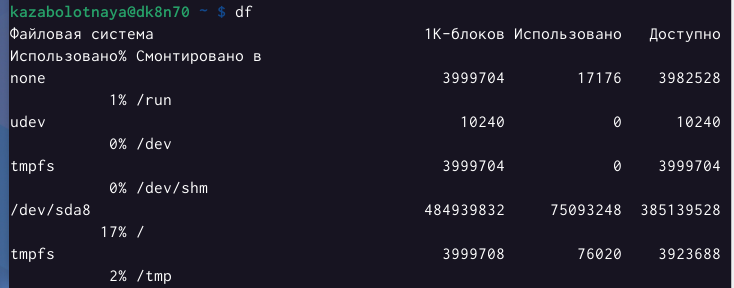 kazabolotnaya@dk8n70 ~ $ df
Файловая система 1K-блоков Использовано Доступно
Использовано% Смонтировано в
none 3999704 17176 3982528
1% /run
udev 10240 0 10240
0% /dev
tmpfs 3999704 0 3999704
0% /dev/shm
/dev/sda8 484939832 75093248 385139528
17% /
tmpfs 3999708 76020 3923688
2% /tmp